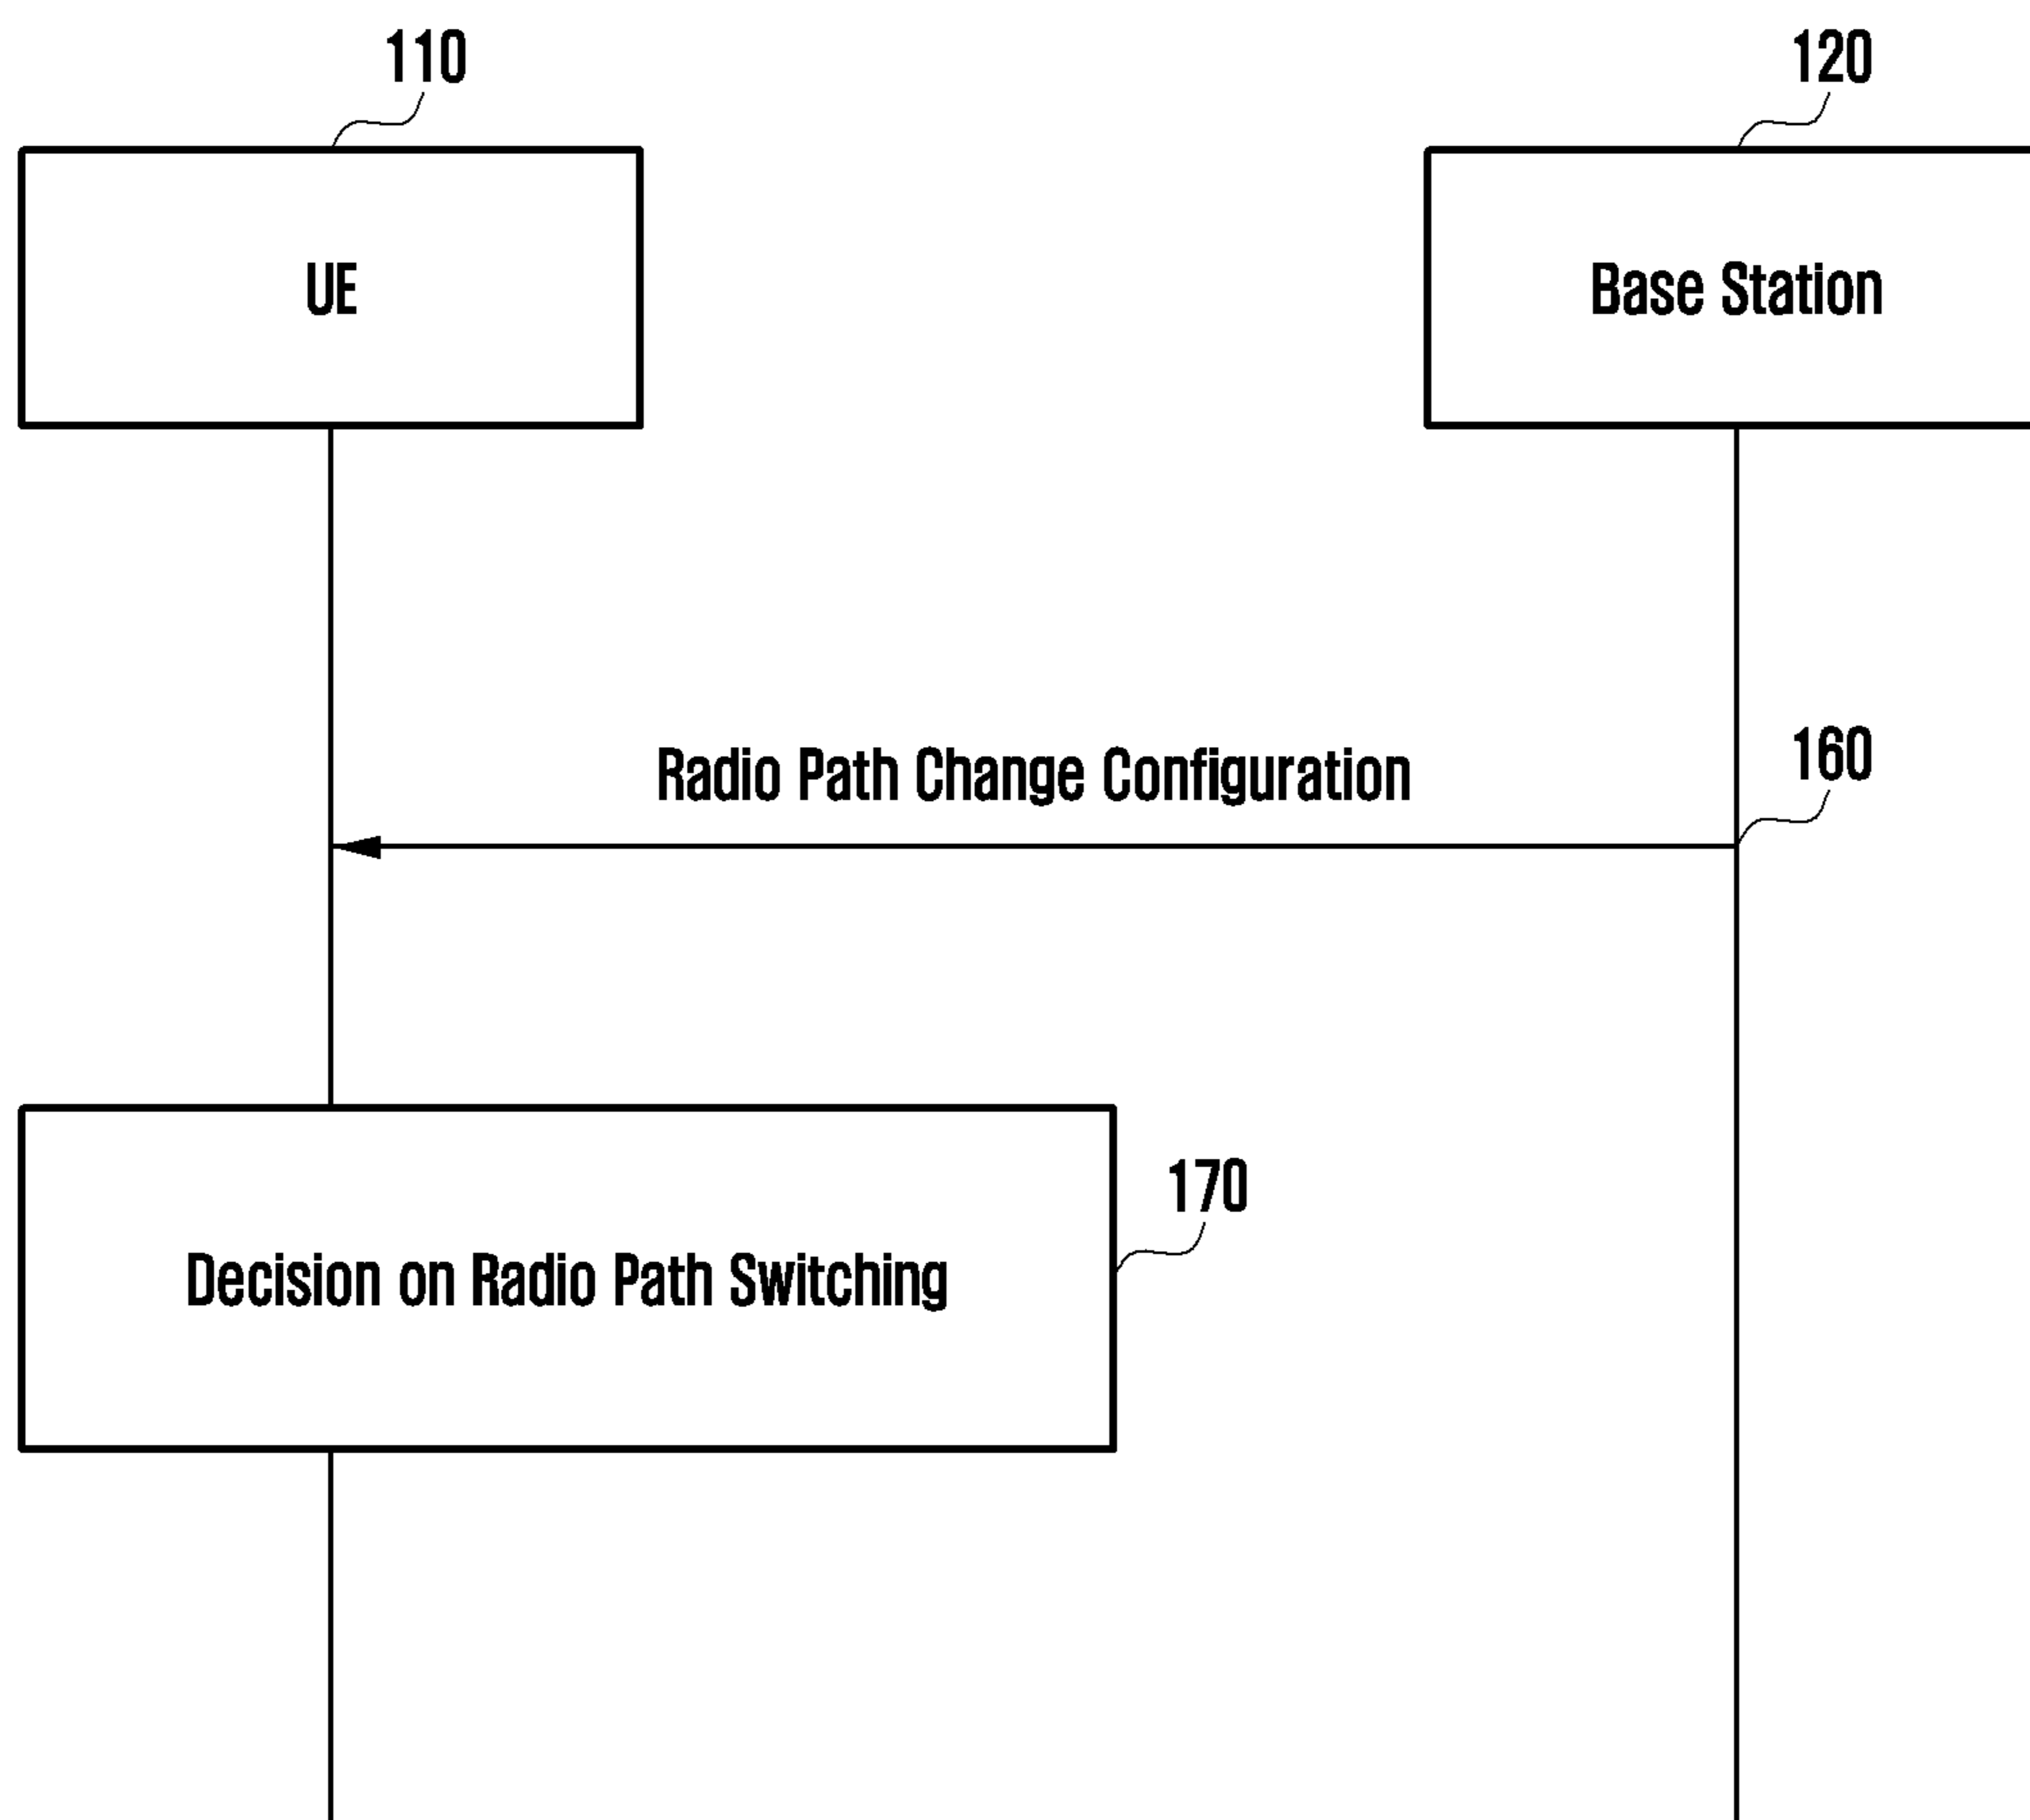 110
120
UE
Base Station
Radio Path Change Configuration
160
170
Decision on Radio Path Switching